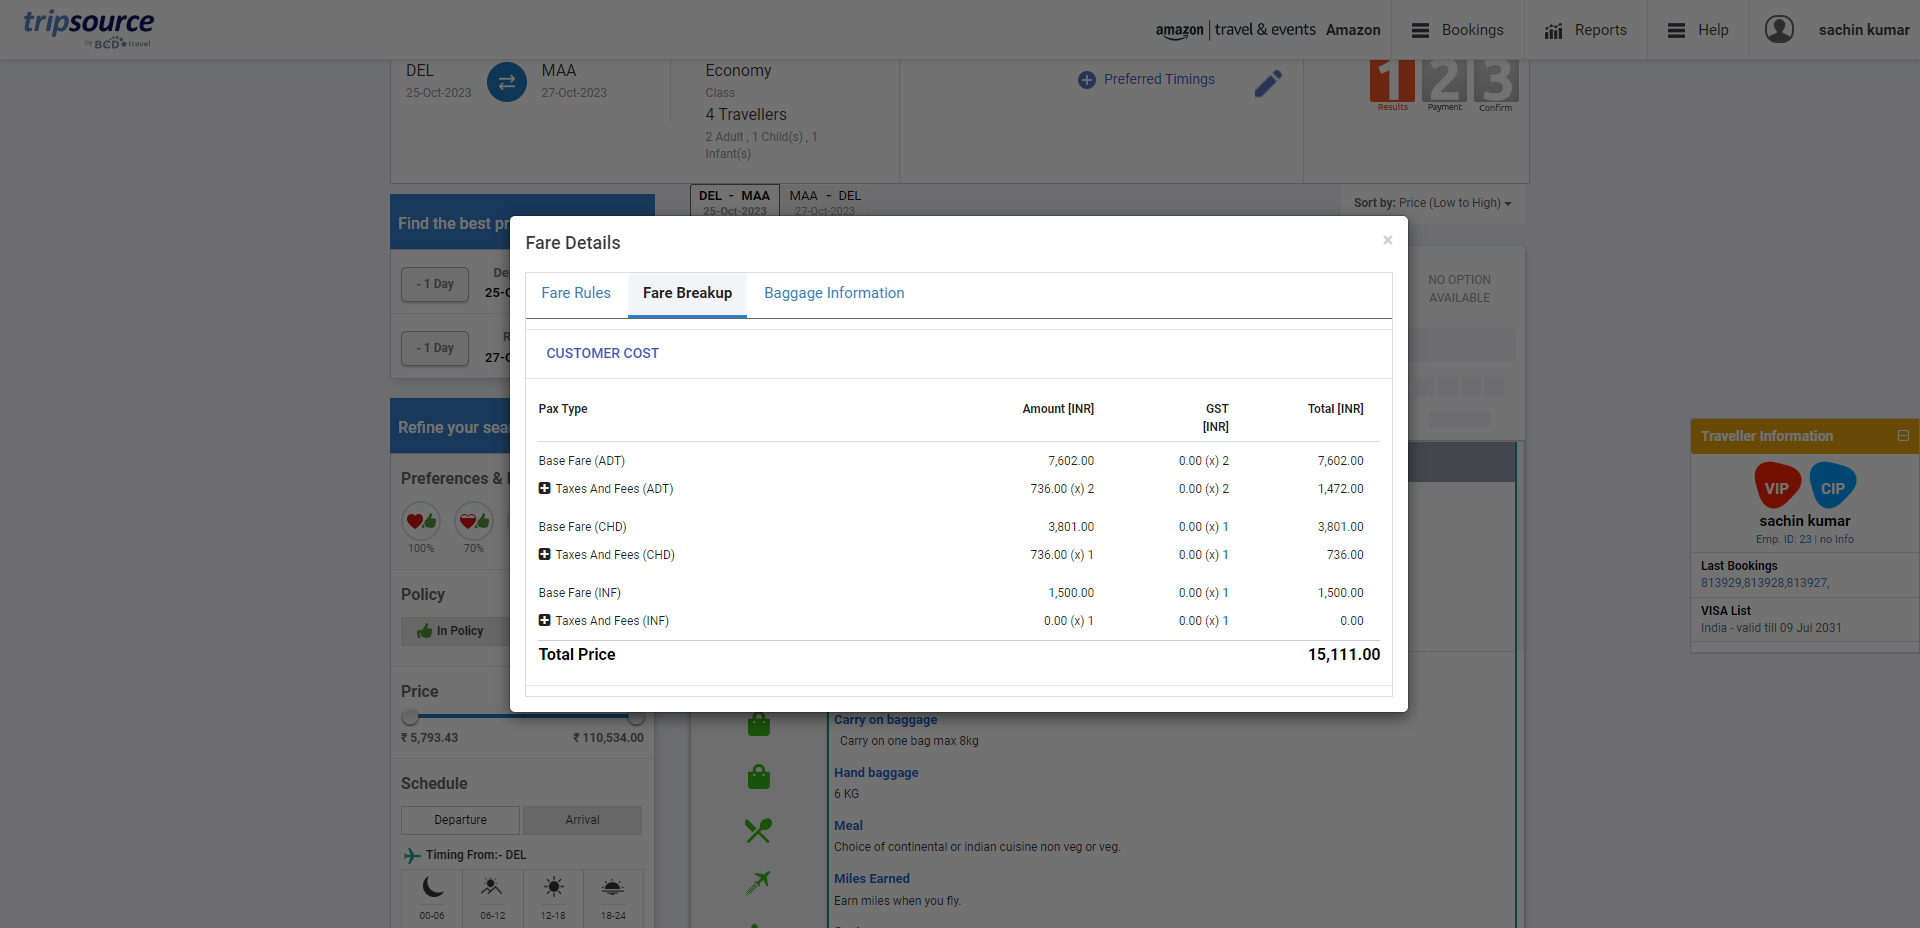 tripsource
by BCD travel
amazon | travel & events Amazon
Bookings
Reports
Help
sachin kumar
DEL
25-Oct-2023
MAA
27-Oct-2023
Economy
Class
4 Travellers
2 Adult , 1 Child(s) , 1
Infant(s)
Preferred Timings
1 2 3
Results Payment Confirm
DEL - MAA
25-Oct-2023
MAA - DEL
27-Oct-2023
Sort by: Price (Low to High)
Find the best pr
- 1 Day
De
25-O
- 1 Day
R
27-O
Refine your sea
Preferences &
100%
70%
Policy
In Policy
Price
₹ 5,793.43
₹ 110,534.00
Schedule
Departure
Arrival
Timing From:- DEL
00-06
06-12
12-18
18-24
Fare Details
×
Fare Rules
Fare Breakup
Baggage Information
CUSTOMER COST
Pax Type Amount [INR] GST [INR] Total [INR]
Base Fare (ADT) 7,602.00 0.00 (x) 2 7,602.00
Taxes And Fees (ADT) 736.00 (x) 2 0.00 (x) 2 1,472.00
Base Fare (CHD) 3,801.00 0.00 (x) 1 3,801.00
Taxes And Fees (CHD) 736.00 (x) 1 0.00 (x) 1 736.00
Base Fare (INF) 1,500.00 0.00 (x) 1 1,500.00
Taxes And Fees (INF) 0.00 (x) 1 0.00 (x) 1 0.00
Total Price 15,111.00
NO OPTION
AVAILABLE
Carry on baggage
Carry on one bag max 8kg
Hand baggage
6 KG
Meal
Choice of continental or indian cuisine non veg or veg.
Miles Earned
Earn miles when you fly.
Traveller Information
VIP
CIP
sachin kumar
Emp. ID: 23 | no Info
Last Bookings
813929,813928,813927,
VISA List
India - valid till 09 Jul 2031